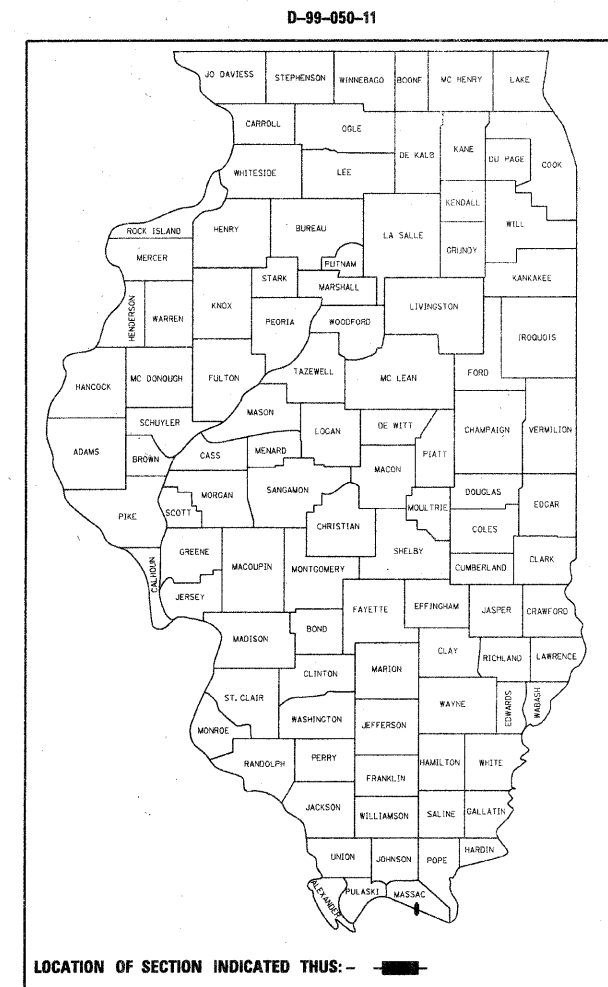 D-99-050-11
JO DAVIESS STEPHENSON WINNEBAGO BOONE MC HENRY LAKE
CARROLL OGLE
DE KALB KANE DU PAGE COOK
WHITESIDE LEE
KENDALL
ROCK ISLAND HENRY BUREAU LA SALLE WILL
MERCER PUTNAM GRUNDY
STARK MARSHALL KANKAKEE
HENDERSON WARREN KNOX PEORIA WOODFORD LIVINGSTON
IROQUOIS
HANCOCK MC DONOUGH FULTON TAZEWELL MC LEAN FORD
MASON
SCHUYLER LOGAN DE WITT CHAMPAIGN VERMILION
ADAMS BROWN CASS MENARD PIATT
MACON
MORGAN SANGAMON DOUGLAS
PIKE SCOTT MOULTRIE EDGAR
CHRISTIAN COLES
CALHOUN GREENE MACOUPIN MONTGOMERY SHELBY
CUMBERLAND CLARK
JERSEY
FAYETTE EFFINGHAM JASPER CRAWFORD
MADISON BOND
CLAY RICHLAND LAWRENCE
CLINTON MARION
ST. CLAIR WAYNE EDWARDS WABASH
WASHINGTON JEFFERSON
MONROE
RANDOLPH PERRY HAMILTON WHITE
FRANKLIN
JACKSON WILLIAMSON SALINE GALLATIN
UNION JOHNSON POPE HARDIN
ALEXANDER PULASKI MASSAC
LOCATION OF SECTION INDICATED THUS: -